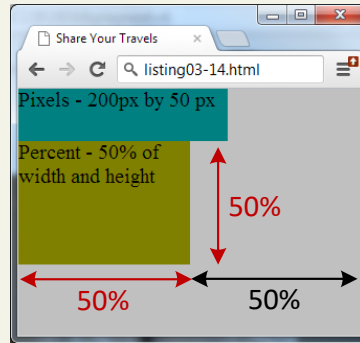 Share Your Travels
listing03-14.html
Pixels - 200px by 50 px
Percent - 50% of
width and height
50%
50%
50%